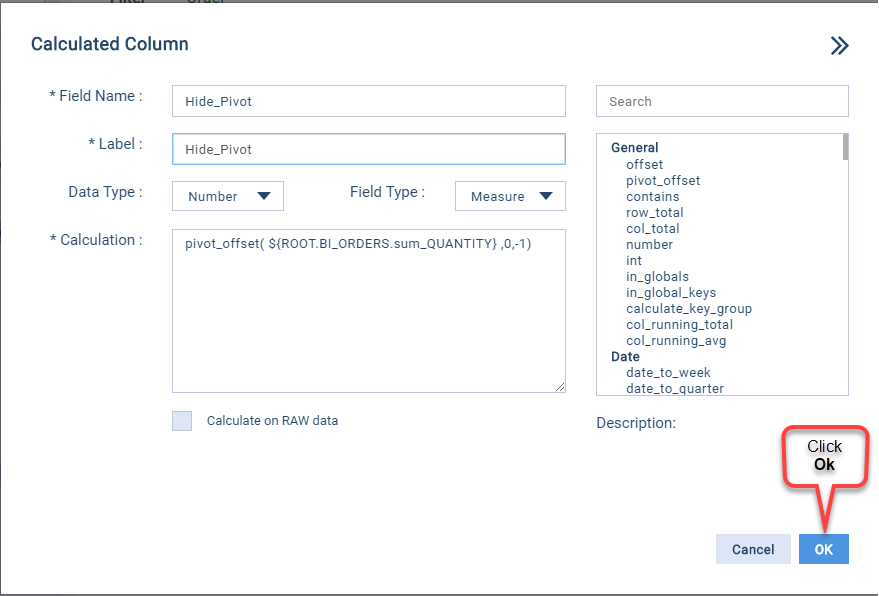 Filter Order
Calculated Column
* Field Name :
Hide_Pivot
* Label :
Hide_Pivot
Data Type :
Number
Field Type :
Measure
* Calculation :
pivot_offset( ${ROOT.BI_ORDERS.sum_QUANTITY} ,0,-1)
Calculate on RAW data
Search
General
offset
pivot_offset
contains
row_total
col_total
number
int
in_globals
in_global_keys
calculate_key_group
col_running_total
col_running_avg
Date
date_to_week
date_to_quarter
Description:
Click
Ok
Cancel
OK